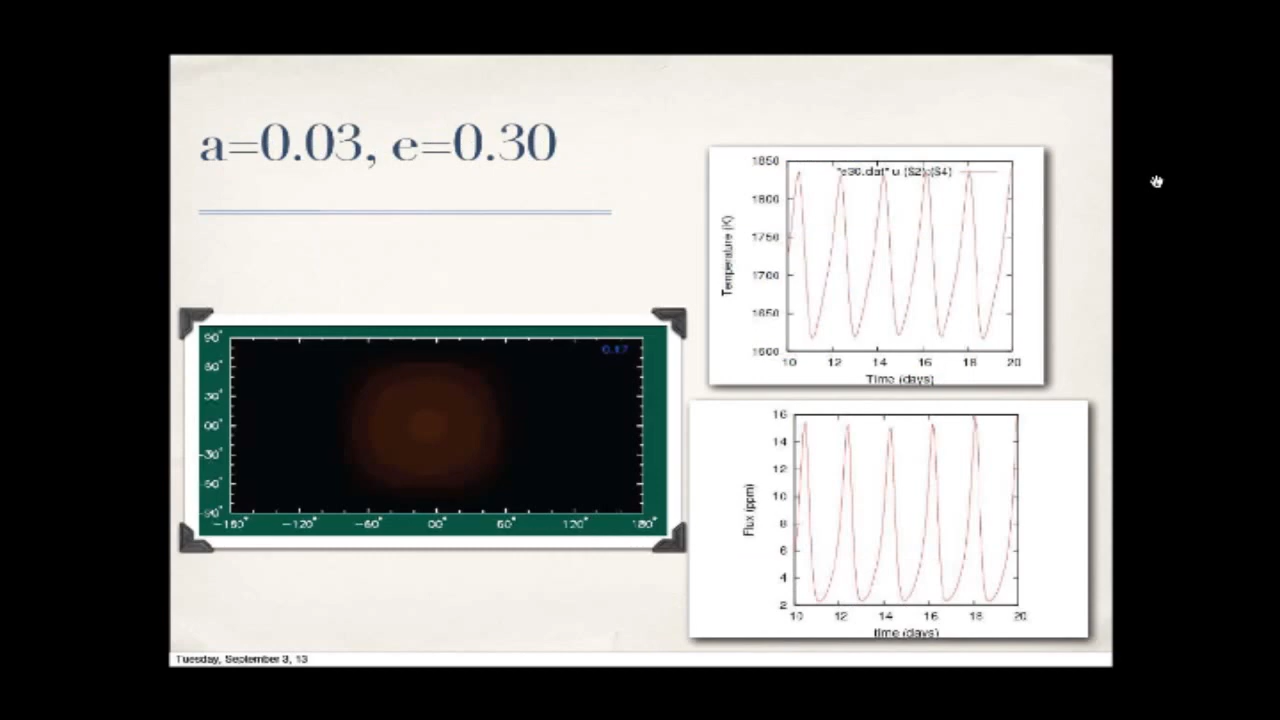 a=0.03, e=0.30
1850
1800
1750
1700
1650
1600
10 12 14 16 18 20
Temperature (K)
Time (days)
"e30.dat" u ($2):($4)
90°
60°
30°
00°
-30°
-60°
-90°
-180° -120° -60° 00° 60° 120° 180°
16
14
12
10
8
6
4
2
10 12 14 16 18 20
Flux (ppm)
time (days)
Tuesday, September 3, 13